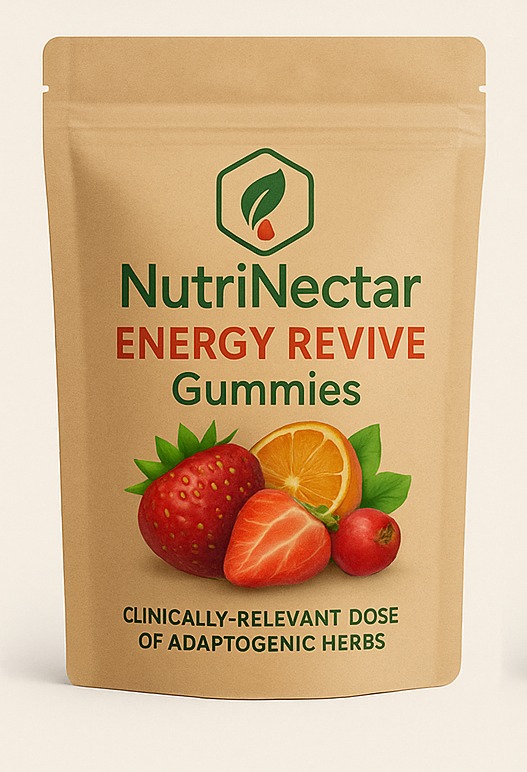 NutriNectar
ENERGY REVIVE
Gummies
CLINICALLY-RELEVANT DOSE
OF ADAPTOGENIC HERBS